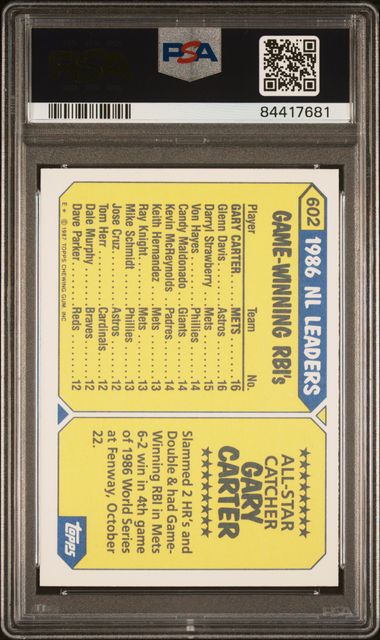 PSA
PSA
84417681
602
1986 NL LEADERS
GAME-WINNING RBI's
Player Team No.
GARY CARTER....... METS..... 16
Glenn Davis......... Astros..... 16
Darryl Strawberry.... Mets...... 15
Von Hayes.......... Phillies.... 14
Candy Maldonado.... Giants..... 14
Kevin McReynolds.... Padres.... 14
Keith Hernandez..... Mets...... 13
Ray Knight......... Mets...... 13
Mike Schmidt....... Phillies.... 13
Jose Cruz.......... Astros..... 12
Tom Herr........... Cardinals.. 12
Dale Murphy........ Braves.... 12
Dave Parker........ Reds...... 12
E* © 1987 TOPPS CHEWING GUM, INC.
ALL-STAR
CATCHER
GARY
CARTER
Slammed 2 HR's and
Double & had Game-
Winning RBI in Mets
6-2 win in 4th game
of 1986 World Series
at Fenway, October
22.
topps